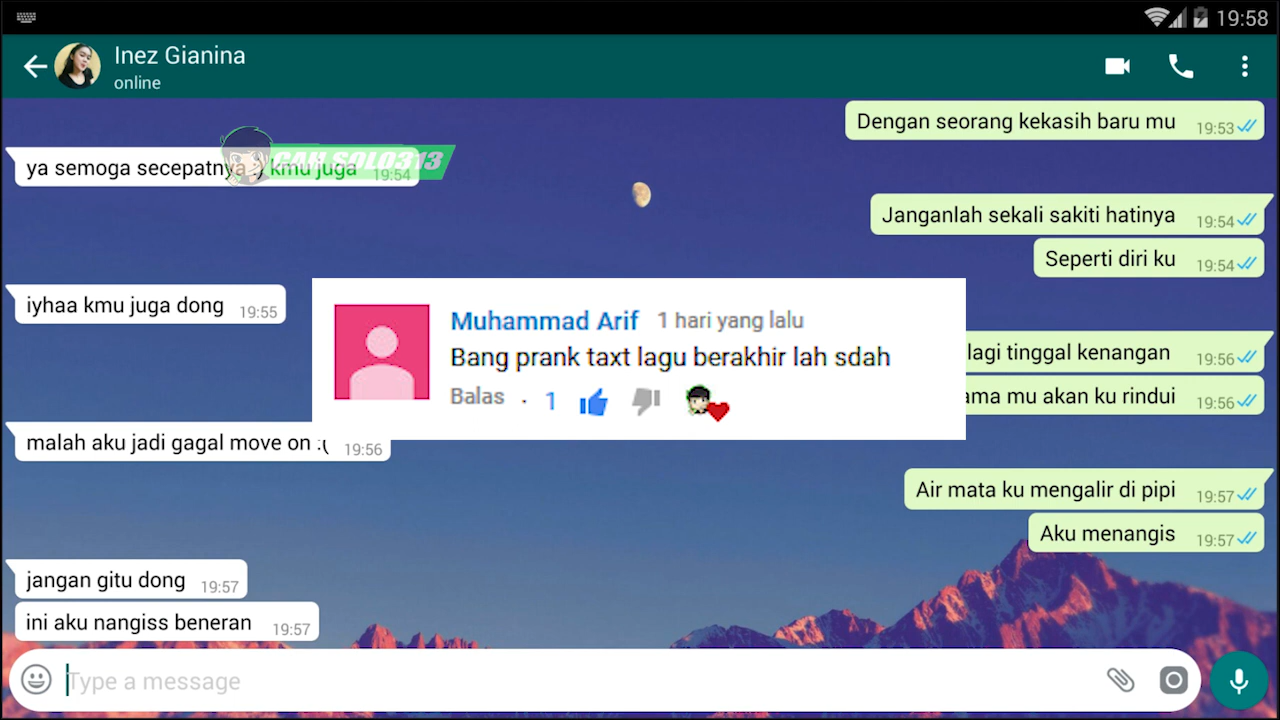 19:58
Inez Gianina
online
Dengan seorang kekasih baru mu 19:53
ya semoga secepatnya :) kmu juga 19:54
CAH SOLO313
Janganlah sekali sakiti hatinya 19:54
Seperti diri ku 19:54
iyhaa kmu juga dong 19:55
Muhammad Arif 1 hari yang lalu
Bang prank taxt lagu berakhir lah sdah
Balas . 1
lagi tinggal kenangan 19:56
ama mu akan ku rindui 19:56
malah aku jadi gagal move on :( 19:56
Air mata ku mengalir di pipi 19:57
Aku menangis 19:57
jangan gitu dong 19:57
ini aku nangiss beneran 19:57
Type a message